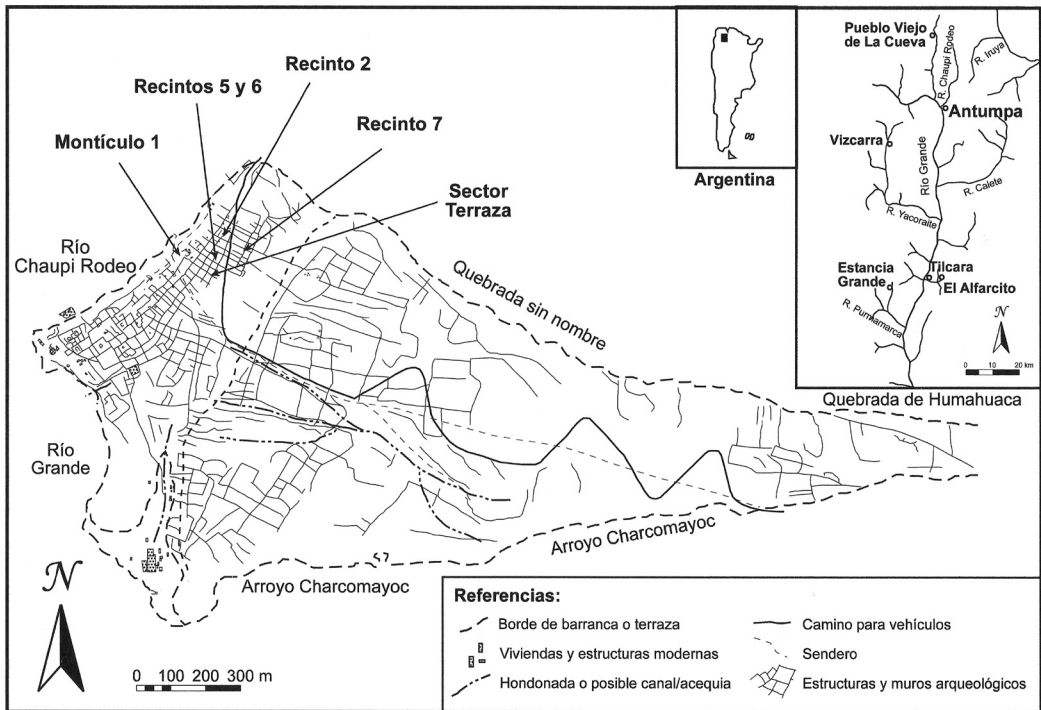 Recinto 2
Recintos 5 y 6
Recinto 7
Montículo 1
Sector
Terraza
Río
Chaupi Rodeo
Quebrada sin nombre
Río
Grande
Arroyo Charcomayoc
Arroyo Charcomayoc
N
0 100 200 300 m
Argentina
Pueblo Viejo
de La Cueva
R. Chaupi Rodeo
R. Iruya
Antumpa
Vizcarra
Río Grande
R. Calete
R. Yacoraite
Estancia
Grande
Tilcara
El Alfarcito
R. Purmamarca
N
0 10 20 km
Quebrada de Humahuaca
Referencias:
Borde de barranca o terraza
Viviendas y estructuras modernas
Hondonada o posible canal/acequia
Camino para vehículos
Sendero
Estructuras y muros arqueológicos